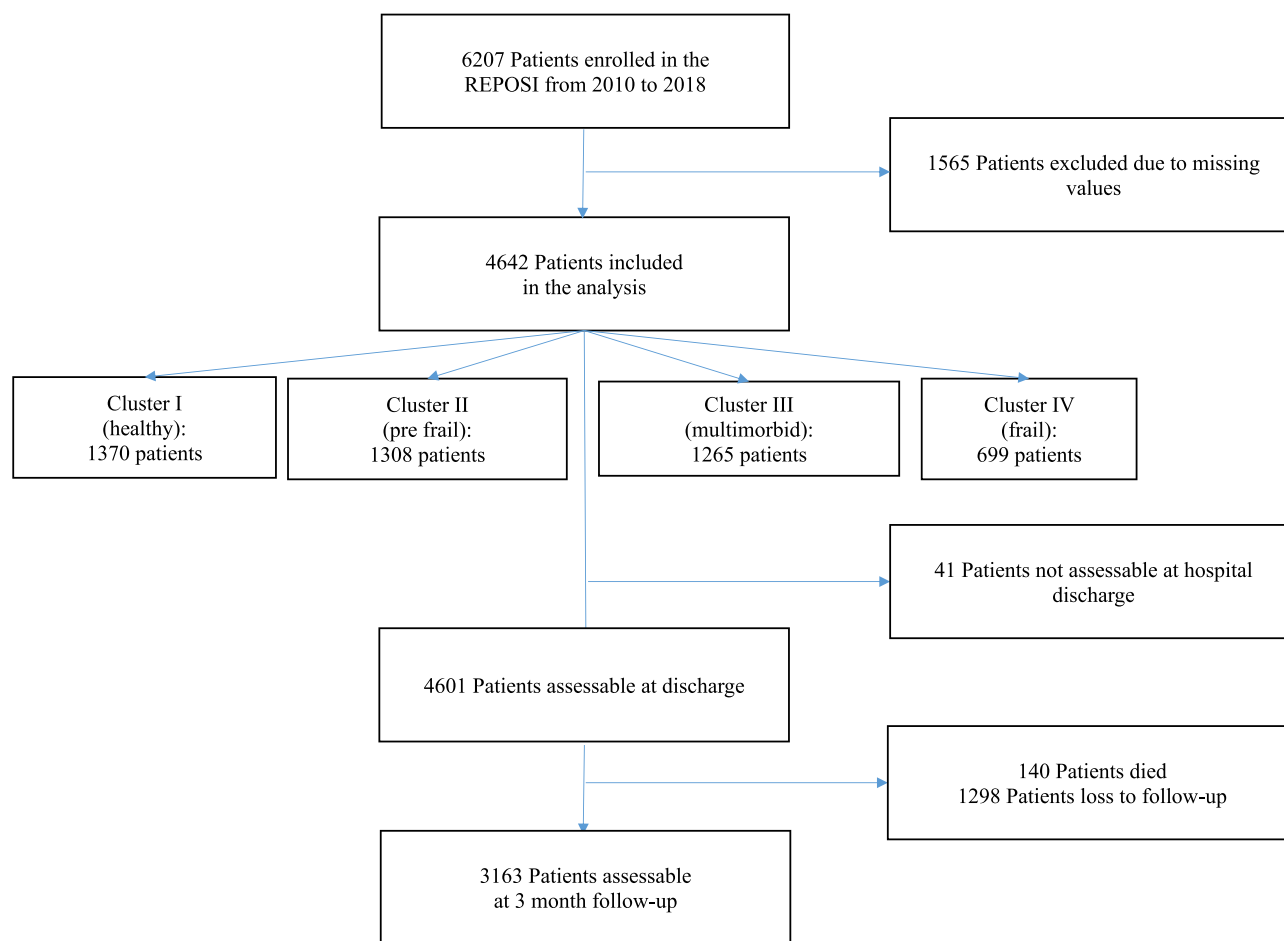 6207 Patients enrolled in the
REPOSI from 2010 to 2018
1565 Patients excluded due to missing
values
4642 Patients included
in the analysis
Cluster I
(healthy):
1370 patients
Cluster II
(pre frail):
1308 patients
Cluster III
(multimorbid):
1265 patients
Cluster IV
(frail):
699 patients
41 Patients not assessable at hospital
discharge
4601 Patients assessable at discharge
140 Patients died
1298 Patients loss to follow-up
3163 Patients assessable
at 3 month follow-up